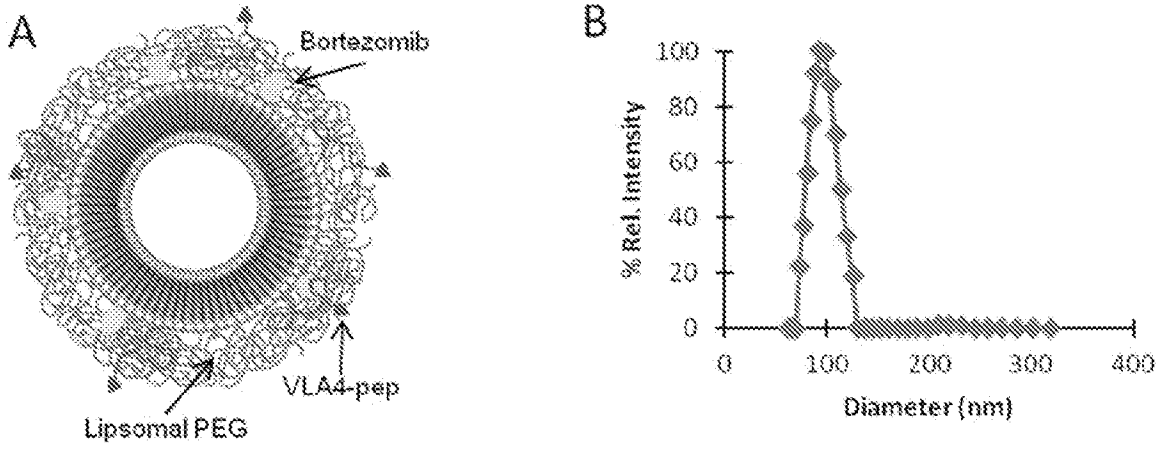 A
Bortezomib
VLA4-pep
Lipsomal PEG
B
% Rel. Intensity
100
80
60
40
20
0
0 100 200 300 400
Diameter (nm)